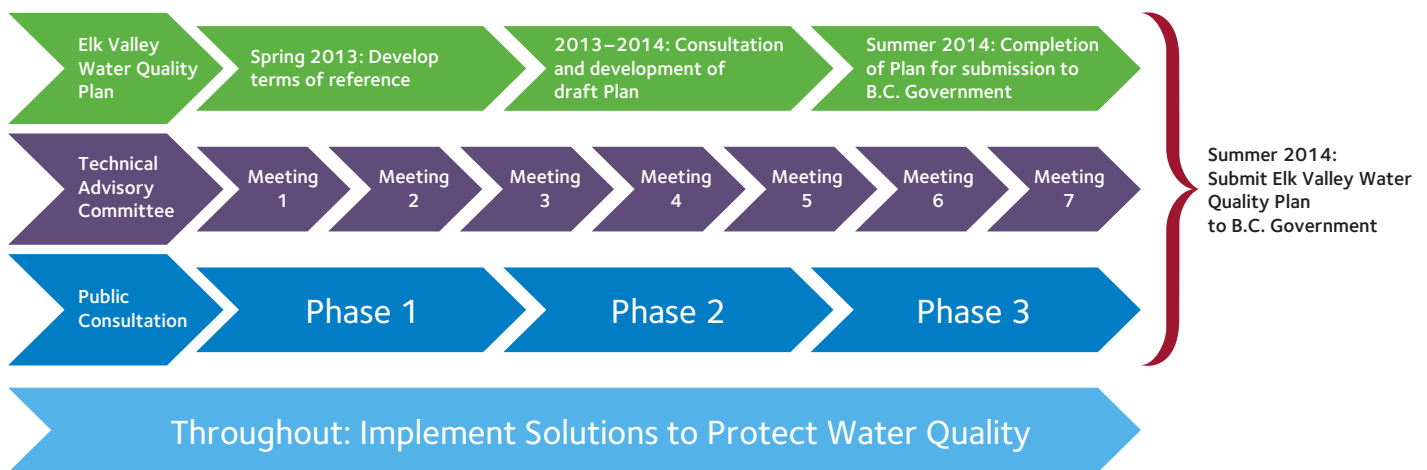 Elk Valley
Water Quality
Plan
Spring 2013: Develop
terms of reference
2013–2014: Consultation
and development of
draft Plan
Summer 2014: Completion
of Plan for submission to
B.C. Government
Technical
Advisory
Committee
Meeting
1
Meeting
2
Meeting
3
Meeting
4
Meeting
5
Meeting
6
Meeting
7
Public
Consultation
Phase 1
Phase 2
Phase 3
Summer 2014:
Submit Elk Valley Water
Quality Plan
to B.C. Government
Throughout: Implement Solutions to Protect Water Quality